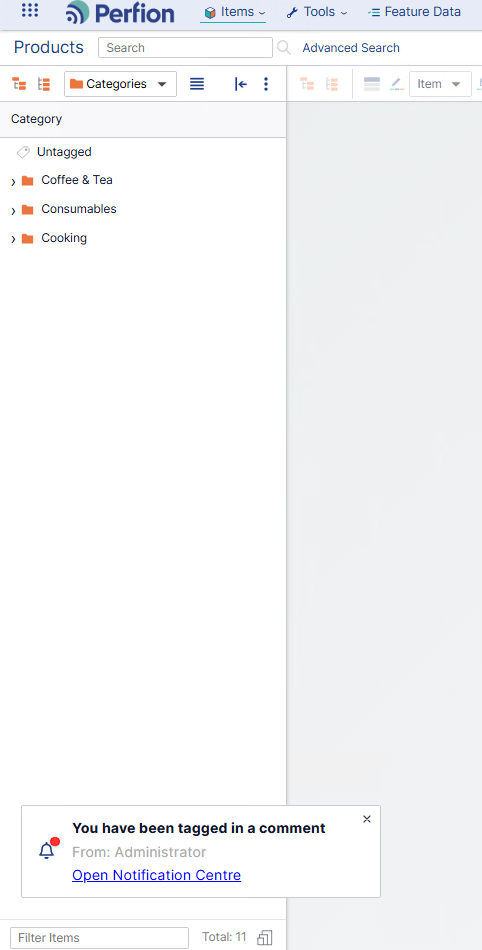 Perfion Items Tools Feature Data
Products Search Advanced Search
Categories Item
Category
Untagged
Coffee & Tea
Consumables
Cooking
You have been tagged in a comment
From: Administrator
Open Notification Centre
Filter Items Total: 11